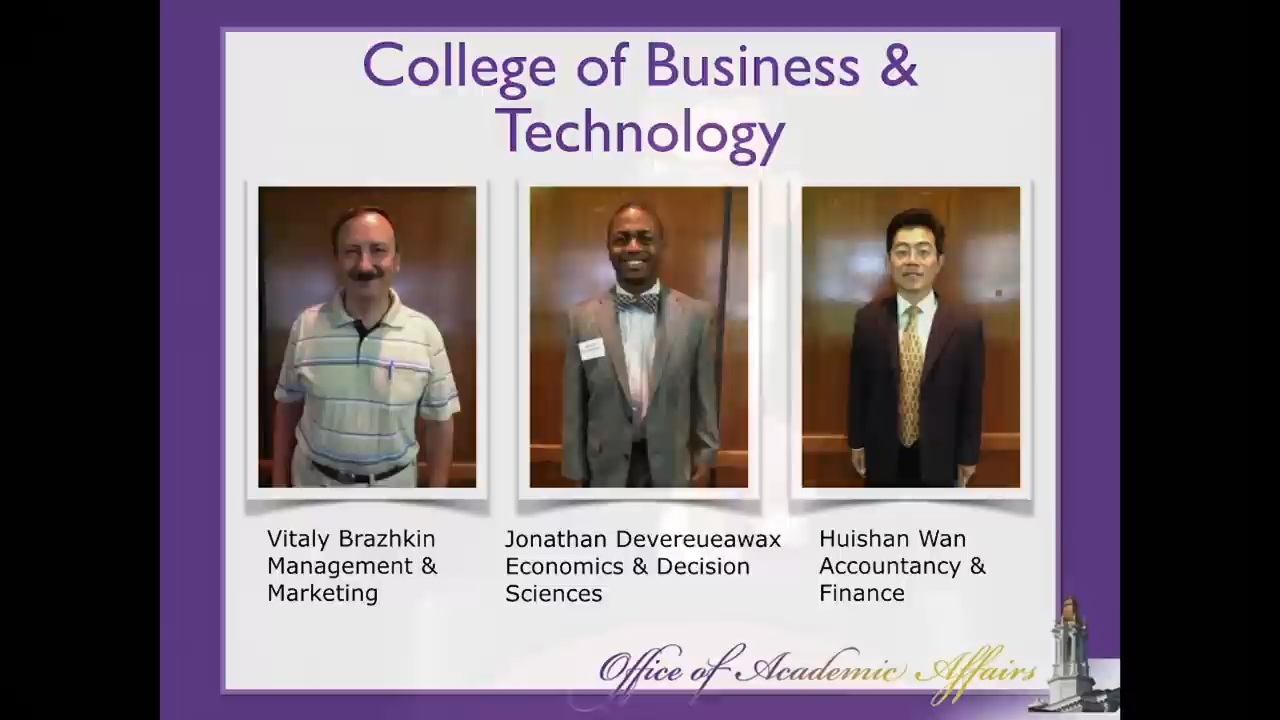 College of Business &
Technology
Vitaly Brazhkin
Management &
Marketing
Jonathan Devereueawax
Economics & Decision
Sciences
Huishan Wan
Accountancy &
Finance
Office of Academic Affairs